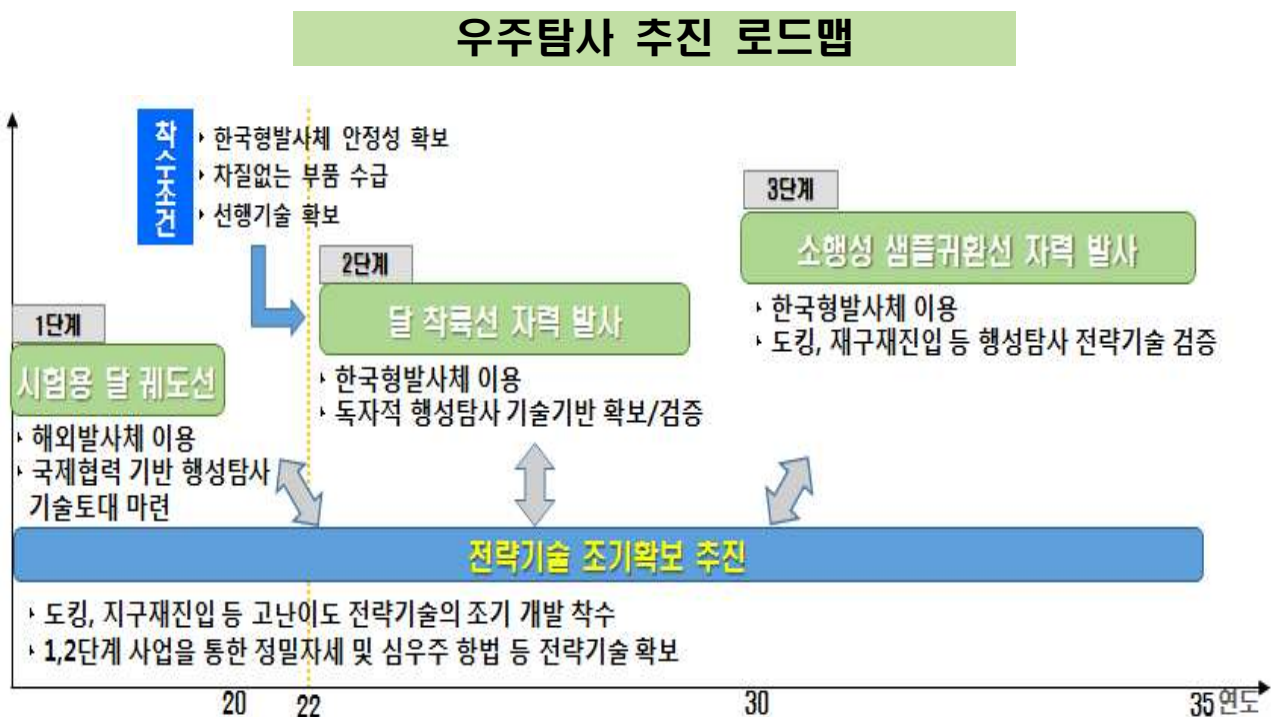 우주탐사 추진 로드맵
착수조건
한국형발사체 안정성 확보
차질없는 부품 수급
선행기술 확보
1단계
시험용 달 궤도선
해외발사체 이용
국제협력 기반 행성탐사
기술토대 마련
2단계
달 착륙선 자력 발사
한국형발사체 이용
독자적 행성탐사 기술기반 확보/검증
3단계
소행성 샘플귀환선 자력 발사
한국형발사체 이용
도킹, 재구재진입 등 행성탐사 전략기술 검증
전략기술 조기확보 추진
도킹, 지구재진입 등 고난이도 전략기술의 조기 개발 착수
1,2단계 사업을 통한 정밀자세 및 심우주 항법 등 전략기술 확보
20 22 30 35 연도